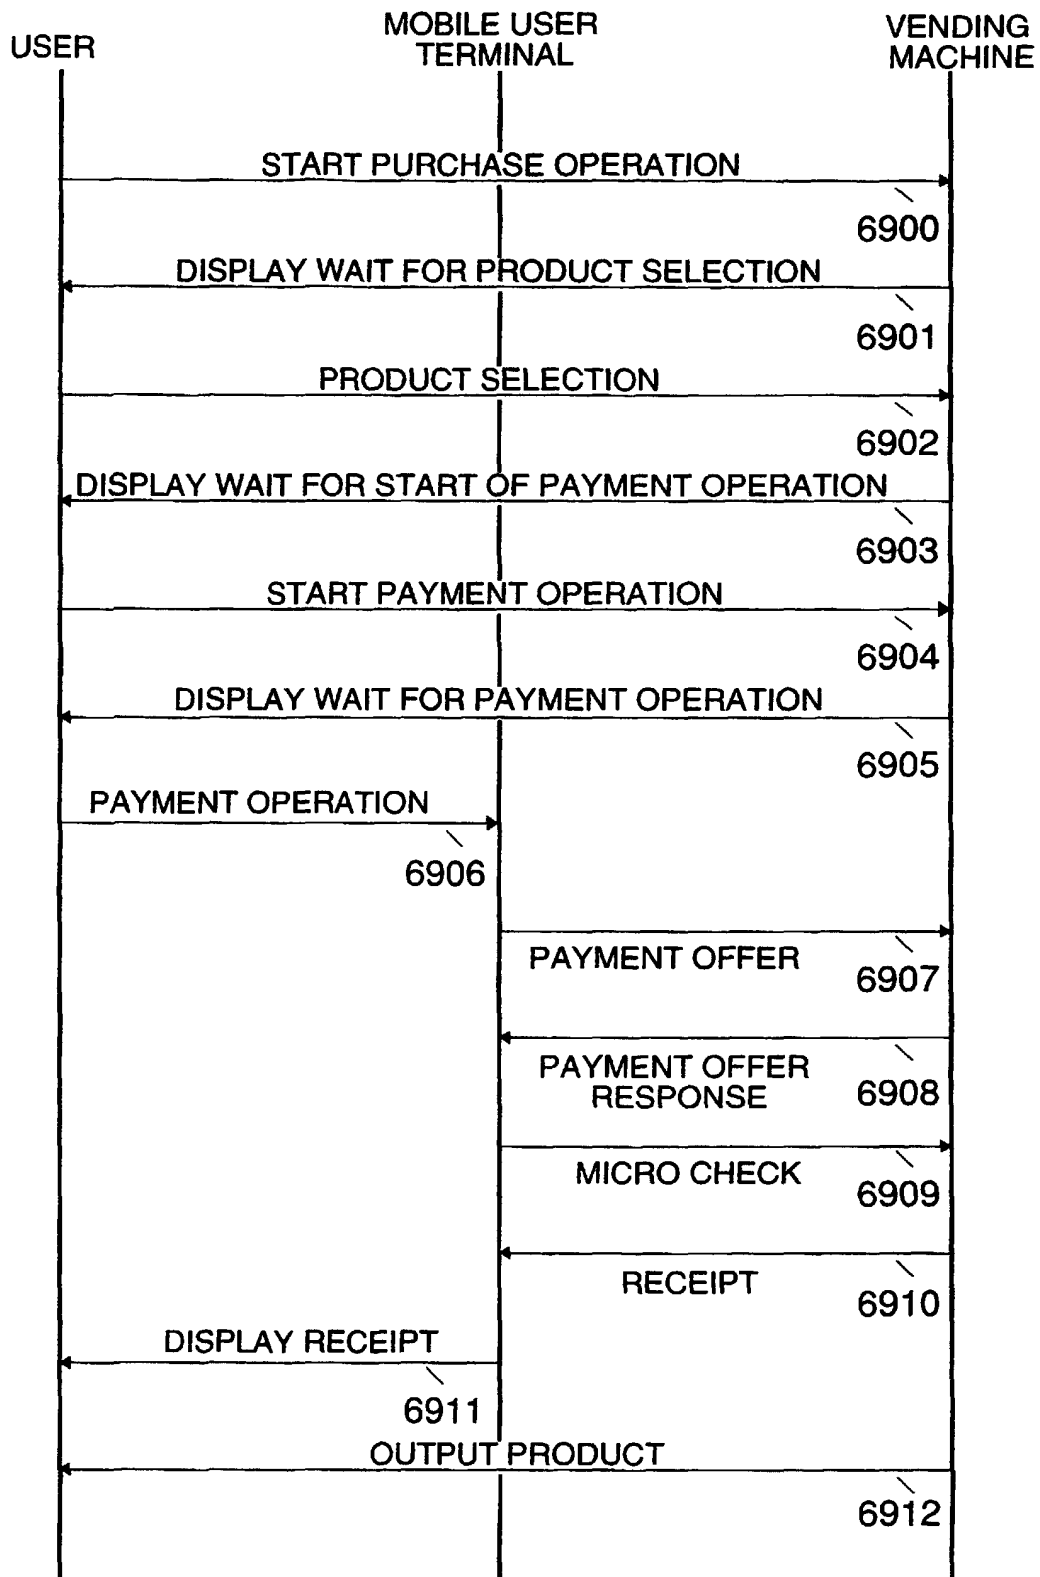 USER
MOBILE USER
TERMINAL
VENDING
MACHINE
START PURCHASE OPERATION
6900
DISPLAY WAIT FOR PRODUCT SELECTION
6901
PRODUCT SELECTION
6902
DISPLAY WAIT FOR START OF PAYMENT OPERATION
6903
START PAYMENT OPERATION
6904
DISPLAY WAIT FOR PAYMENT OPERATION
6905
PAYMENT OPERATION
6906
PAYMENT OFFER
6907
PAYMENT OFFER
RESPONSE
6908
MICRO CHECK
6909
RECEIPT
6910
DISPLAY RECEIPT
6911
OUTPUT PRODUCT
6912